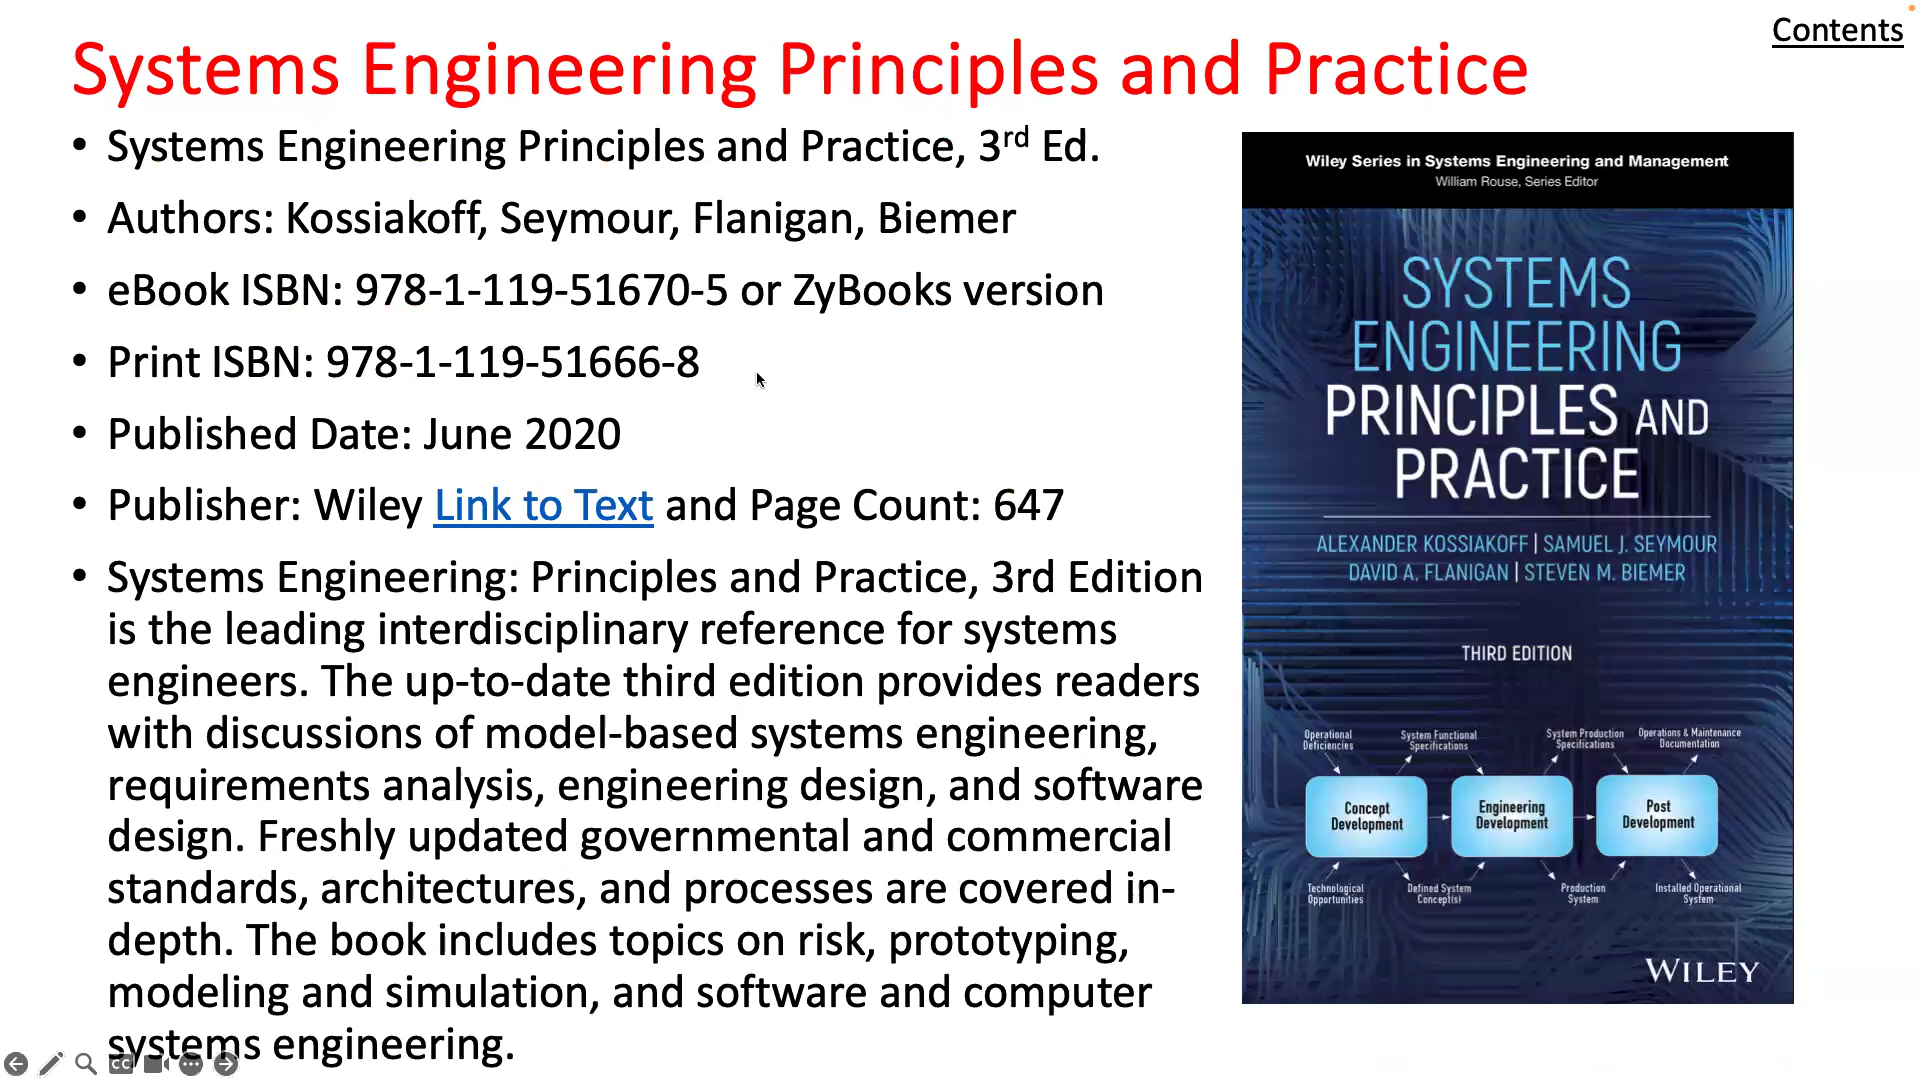 Contents
Systems Engineering Principles and Practice
• Systems Engineering Principles and Practice, 3rd Ed.
• Authors: Kossiakoff, Seymour, Flanigan, Biemer
• eBook ISBN: 978-1-119-51670-5 or ZyBooks version
• Print ISBN: 978-1-119-51666-8
• Published Date: June 2020
• Publisher: Wiley Link to Text and Page Count: 647
• Systems Engineering: Principles and Practice, 3rd Edition
is the leading interdisciplinary reference for systems
engineers. The up-to-date third edition provides readers
with discussions of model-based systems engineering,
requirements analysis, engineering design, and software
design. Freshly updated governmental and commercial
standards, architectures, and processes are covered in-
depth. The book includes topics on risk, prototyping,
modeling and simulation, and software and computer
systems engineering.
Wiley Series in Systems Engineering and Management
William Rouse, Series Editor
SYSTEMS
ENGINEERING
PRINCIPLES AND
PRACTICE
ALEXANDER KOSSIAKOFF | SAMUEL J. SEYMOUR
DAVID A. FLANIGAN | STEVEN M. BIEMER
THIRD EDITION
Operational
Deficiencies
System Functional
Specifications
System Production
Specifications
Operations & Maintenance
Documentation
Concept
Development
Engineering
Development
Post
Development
Technological
Opportunities
Defined System
Concept(s)
Production
System
Installed Operational
System
WILEY
CC